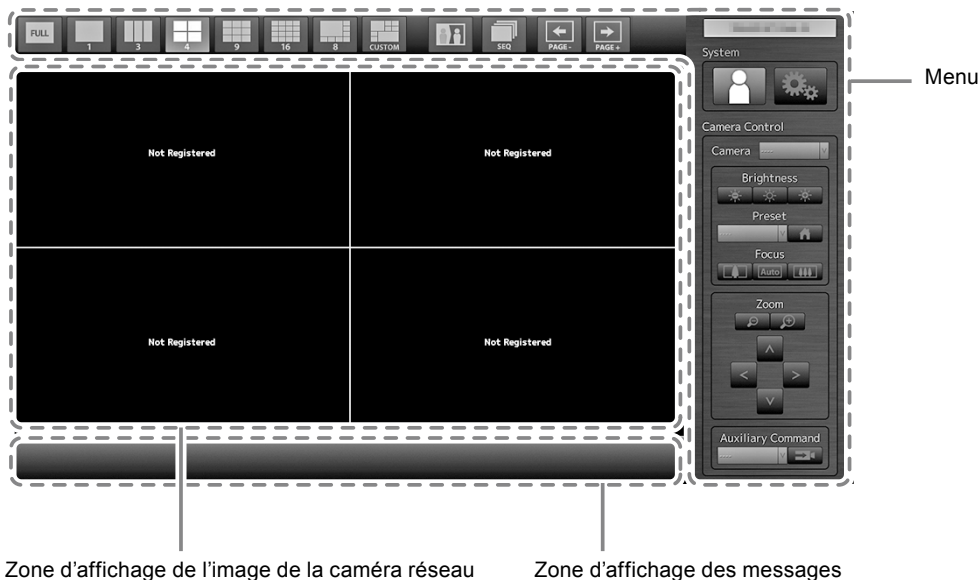 FULL
1
3
4
9
16
8
CUSTOM
SEQ
PAGE-
PAGE+
System
Menu
Camera Control
Camera ----
Brightness
Preset
Focus
Auto
Zoom
Auxiliary Command
----
Not Registered
Not Registered
Not Registered
Not Registered
Zone d'affichage de l'image de la caméra réseau
Zone d'affichage des messages